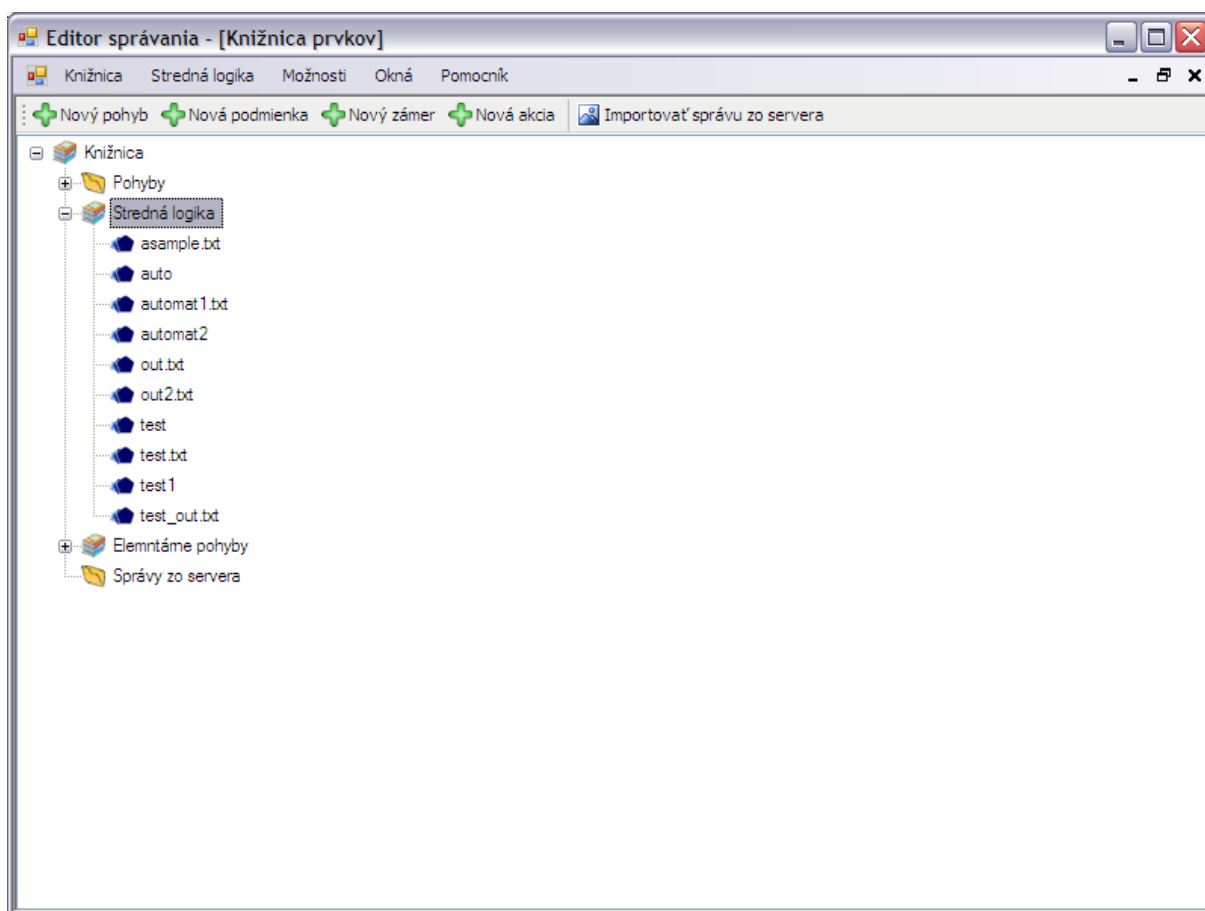 Editor správania - [Knižnica prvkov]
Knižnica Stredná logika Možnosti Okná Pomocník
Nový pohyb Nová podmienka Nový zámer Nová akcia Importovať správu zo servera
Knižnica
Pohyby
Stredná logika
asample.txt
auto
automat1.txt
automat2
out.txt
out2.txt
test
test.txt
test1
test_out.txt
Elemntárne pohyby
Správy zo servera